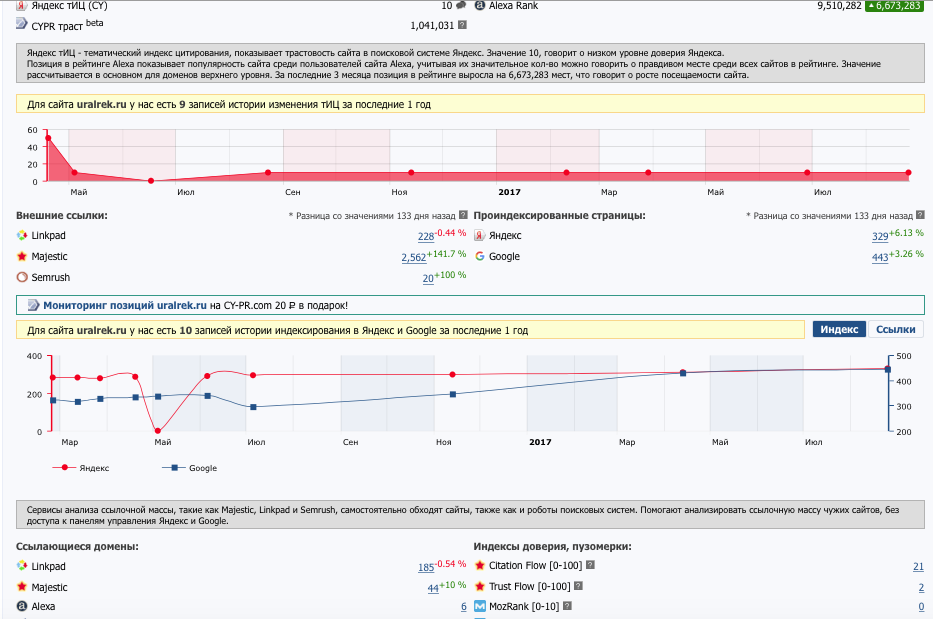 Яндекс тИЦ (CY) 10 Alexa Rank 9,510,282 6,673,283
CYPR траст beta 1,041,031 ?
Яндекс тИЦ - тематический индекс цитирования, показывает трастовость сайта в поисковой системе Яндекс. Значение 10, говорит о низком уровне доверия Яндекса.
Позиция в рейтинге Alexa показывает популярность сайта среди пользователей сайта Alexa, учитывая их значительное кол-во можно говорить о правдивом месте среди всех сайтов в рейтинге. Значение
рассчитывается в основном для доменов верхнего уровня. За последние 3 месяца позиция в рейтинге выросла на 6,673,283 мест, что говорит о росте посещаемости сайта.
Для сайта uralrek.ru у нас есть 9 записей истории изменения тИЦ за последние 1 год
60
40
20
0
Май Июл Сен Ноя 2017 Мар Май Июл
Внешние ссылки: * Разница со значениями 133 дня назад ? Проиндексированные страницы: * Разница со значениями 133 дня назад ?
Linkpad 228 -0.44 % Яндекс 329 +6.13 %
Majestic 2,562 +141.7 % Google 443 +3.26 %
Semrush 20 +100 %
Мониторинг позиций uralrek.ru на CY-PR.com 20 ₽ в подарок!
Для сайта uralrek.ru у нас есть 10 записей истории индексирования в Яндекс и Google за последние 1 год Индекс Ссылки
400 500
400
200 300
0 200
Мар Май Июл Сен Ноя 2017 Мар Май Июл
Яндекс Google
Сервисы анализа ссылочной массы, такие как Majestic, Linkpad и Semrush, самостоятельно обходят сайты, также как и роботы поисковых систем. Помогают анализировать ссылочную массу чужих сайтов, без
доступа к панелям управления Яндекс и Google.
Ссылающиеся домены: Индексы доверия, пузомерки:
Linkpad 185 -0.54 % Citation Flow [0-100] ? 21
Majestic 44 +10 % Trust Flow [0-100] ? 2
Alexa 6 MozRank [0-10] ? 0